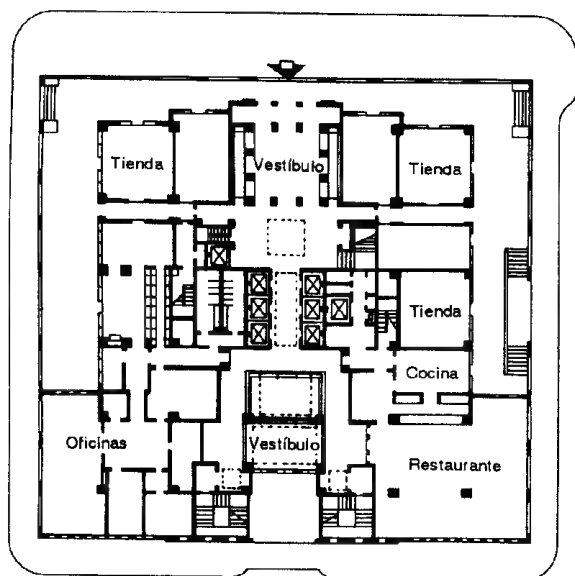 Tienda
Vestíbulo
Tienda
Tienda
Cocina
Oficinas
Vestíbulo
Restaurante